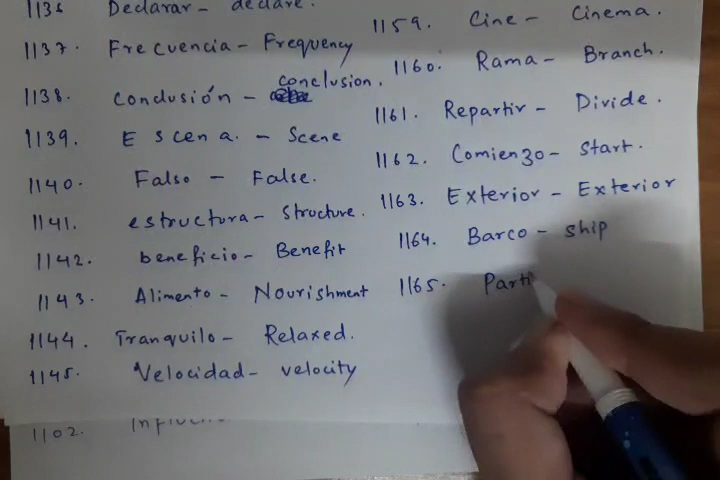 1136 Declarar - declare.
1137. Frecuencia - Frequency
1138. Conclusión - conclusion.
1139. Escena. - Scene
1140. Falso - False.
1141. estructura - Structure.
1142. beneficio - Benefit
1143. Alimento - Nourishment
1144. Tranquilo - Relaxed.
1145. Velocidad - velocity
1102.
1159. Cine - Cinema.
1160. Rama - Branch.
1161. Repartir - Divide.
1162. Comienzo - Start.
1163. Exterior - Exterior
1164. Barco - Ship
1165. Parti